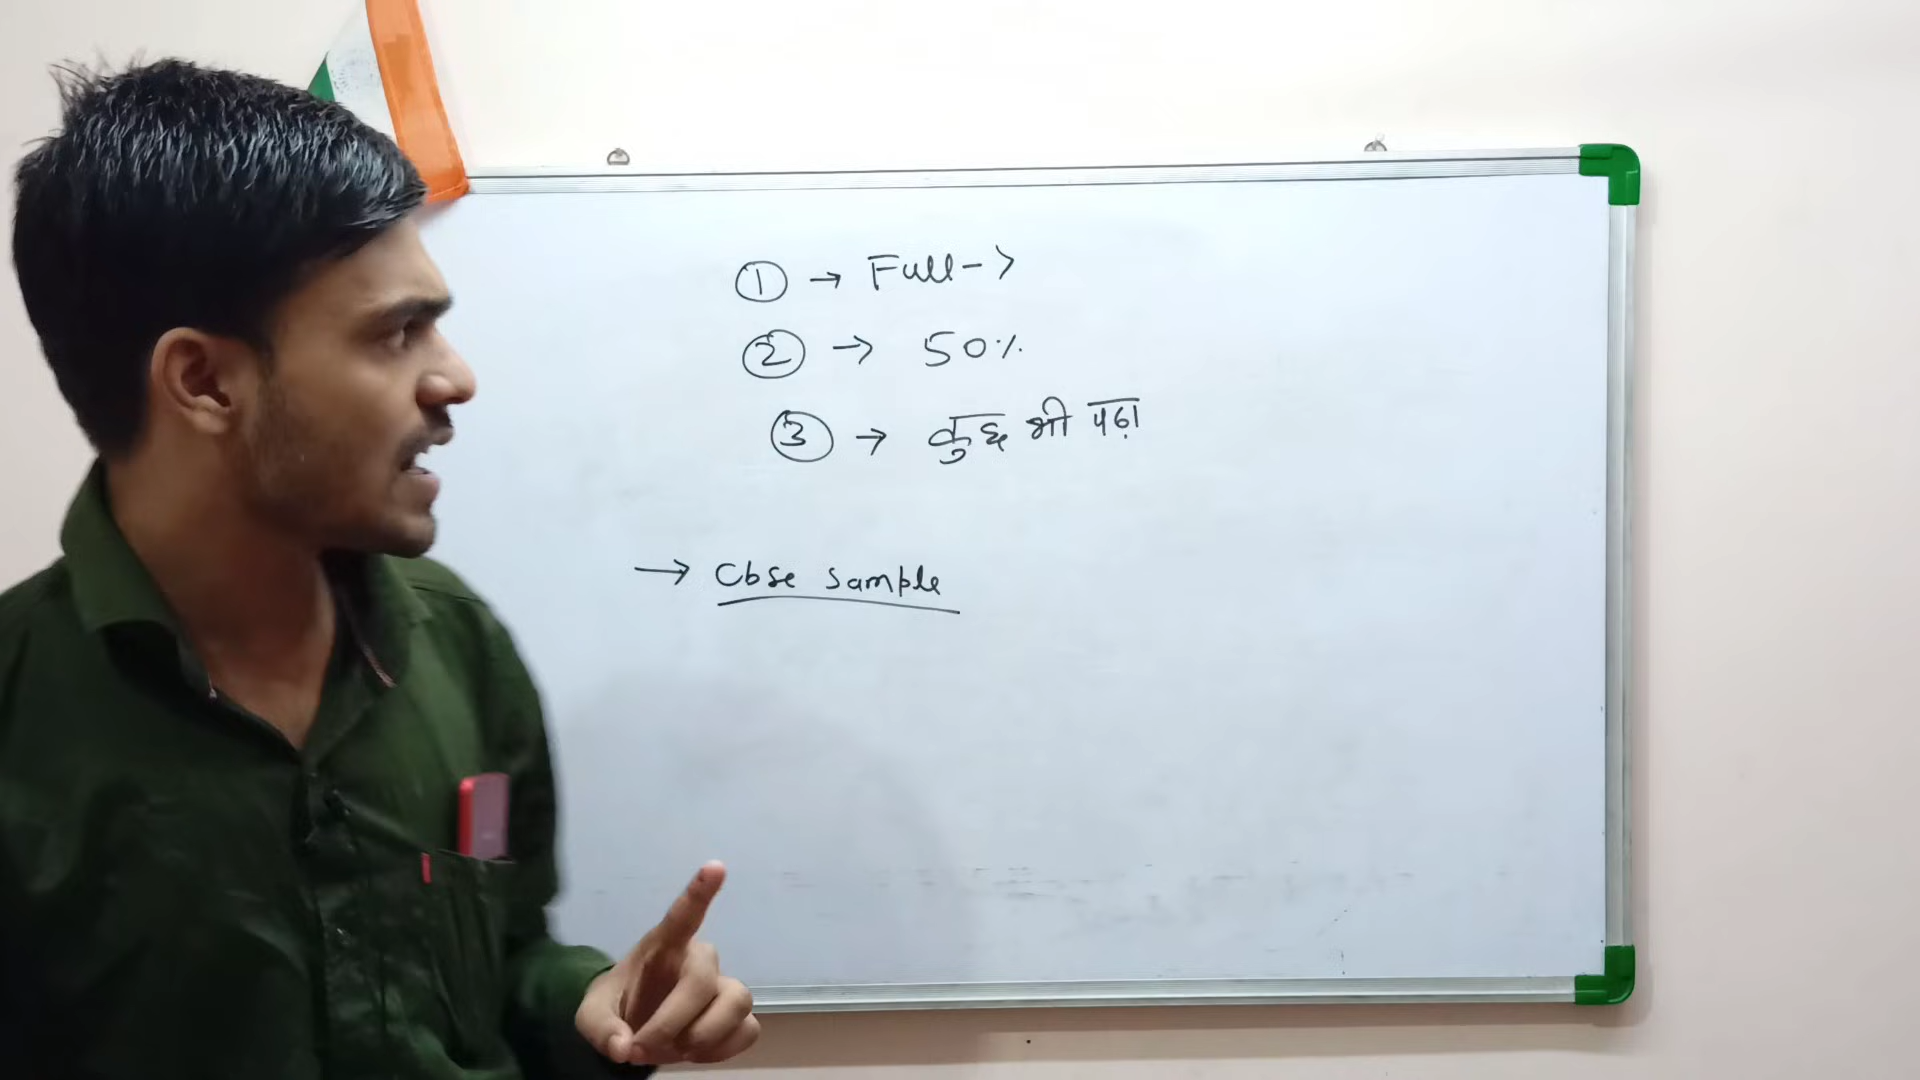 ① → Full->
② → 50%
③ → कुछ भी पढ़ा
→ Cbse Sample